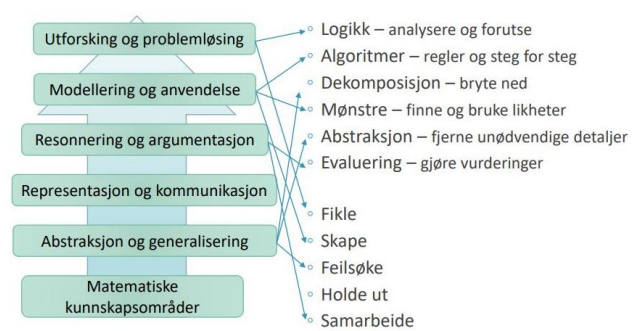 Utforsking og problemløsing
Modellering og anvendelse
Resonnering og argumentasjon
Representasjon og kommunikasjon
Abstraksjon og generalisering
Matematiske
kunnskapsområder
Logikk – analysere og forutse
Algoritmer – regler og steg for steg
Dekomposisjon – bryte ned
Mønstre – finne og bruke likheter
Abstraksjon – fjerne unødvendige detaljer
Evaluering – gjøre vurderinger
Fikle
Skape
Feilsøke
Holde ut
Samarbeide